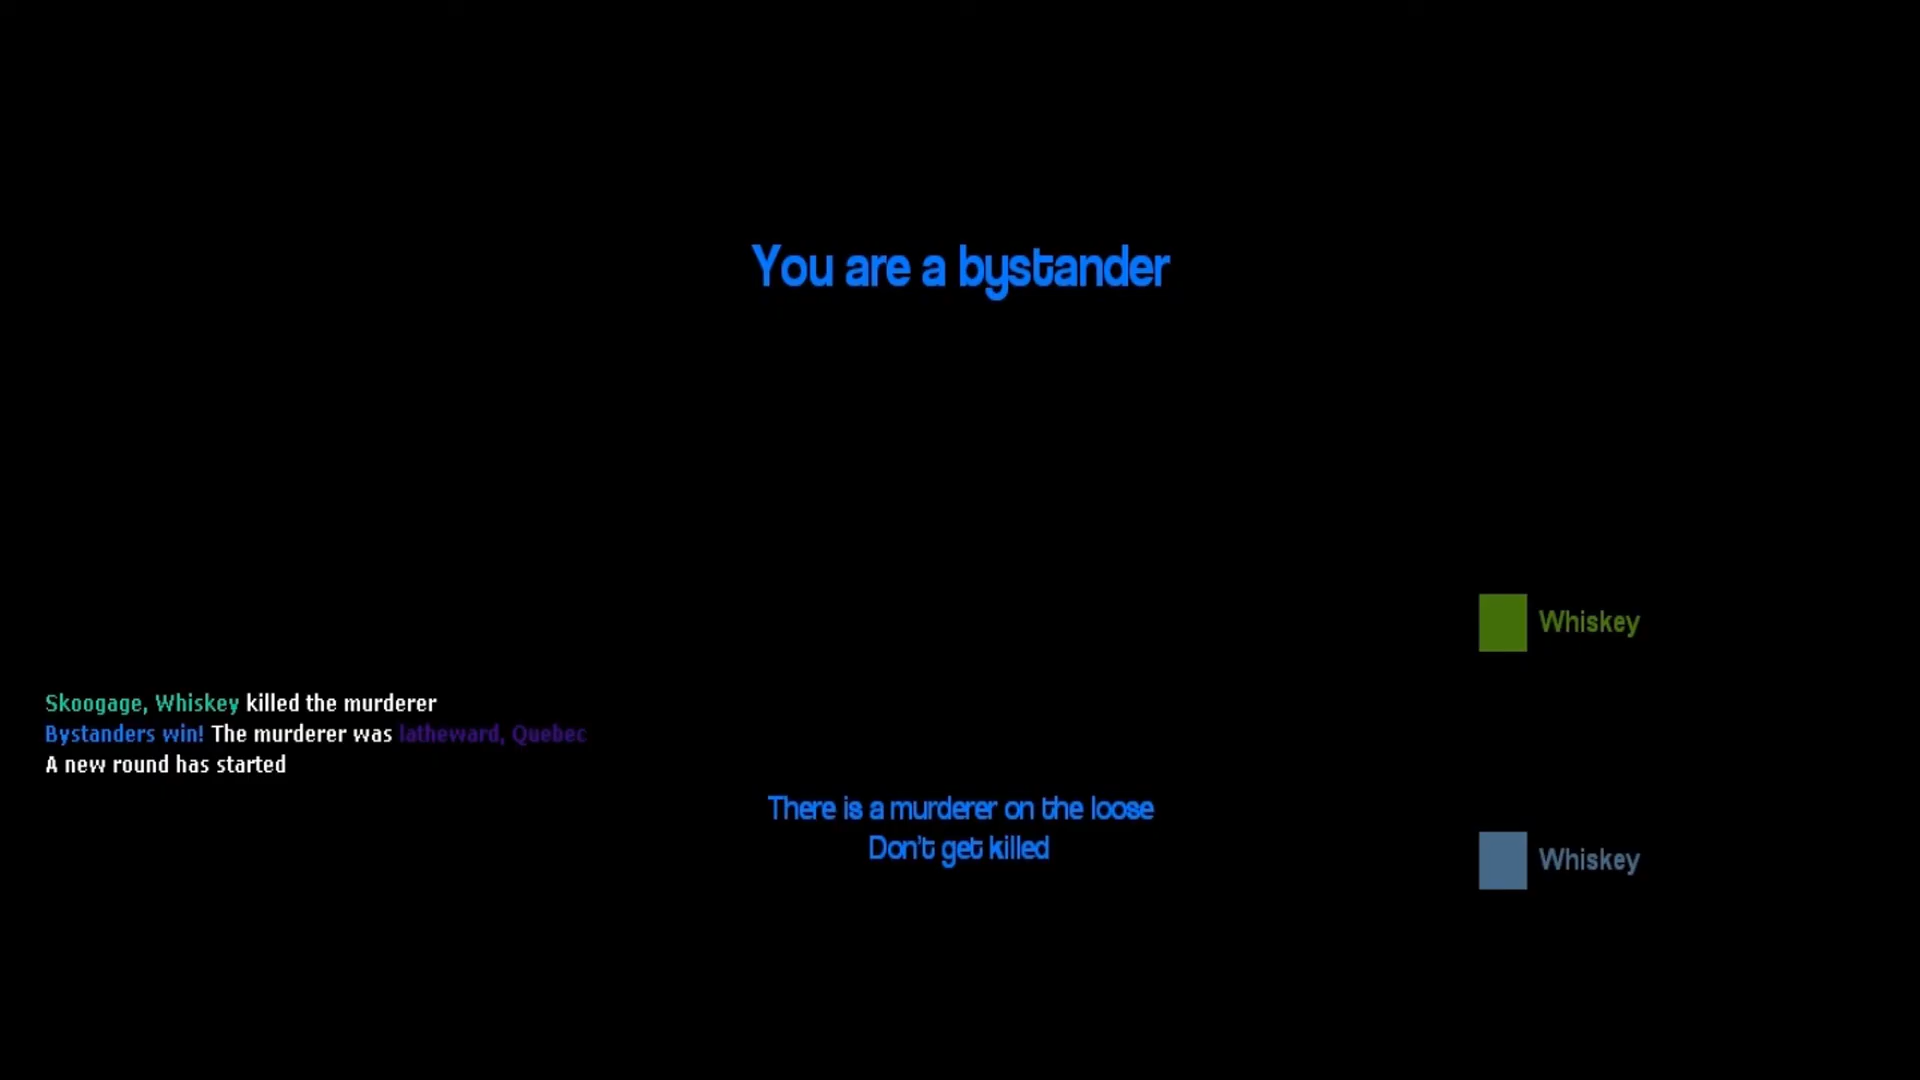 You are a bystander
Whiskey
Skoogage, Whiskey killed the murderer
Bystanders win! The murderer was latheward, Quebec
A new round has started
There is a murderer on the loose
Don't get killed
Whiskey